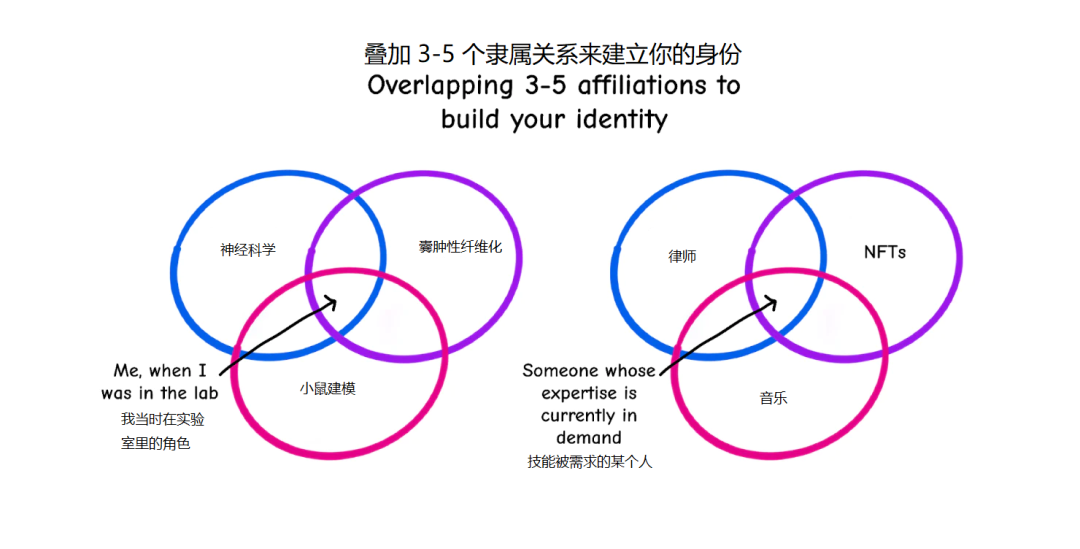 叠加 3-5 个隶属关系来建立你的身份
Overlapping 3-5 affiliations to
build your identity
神经科学
囊肿性纤维化
小鼠建模
Me, when I
was in the lab
我当时在实验
室里的角色
律师
NFTs
音乐
Someone whose
expertise is
currently in
demand
技能被需求的某个人